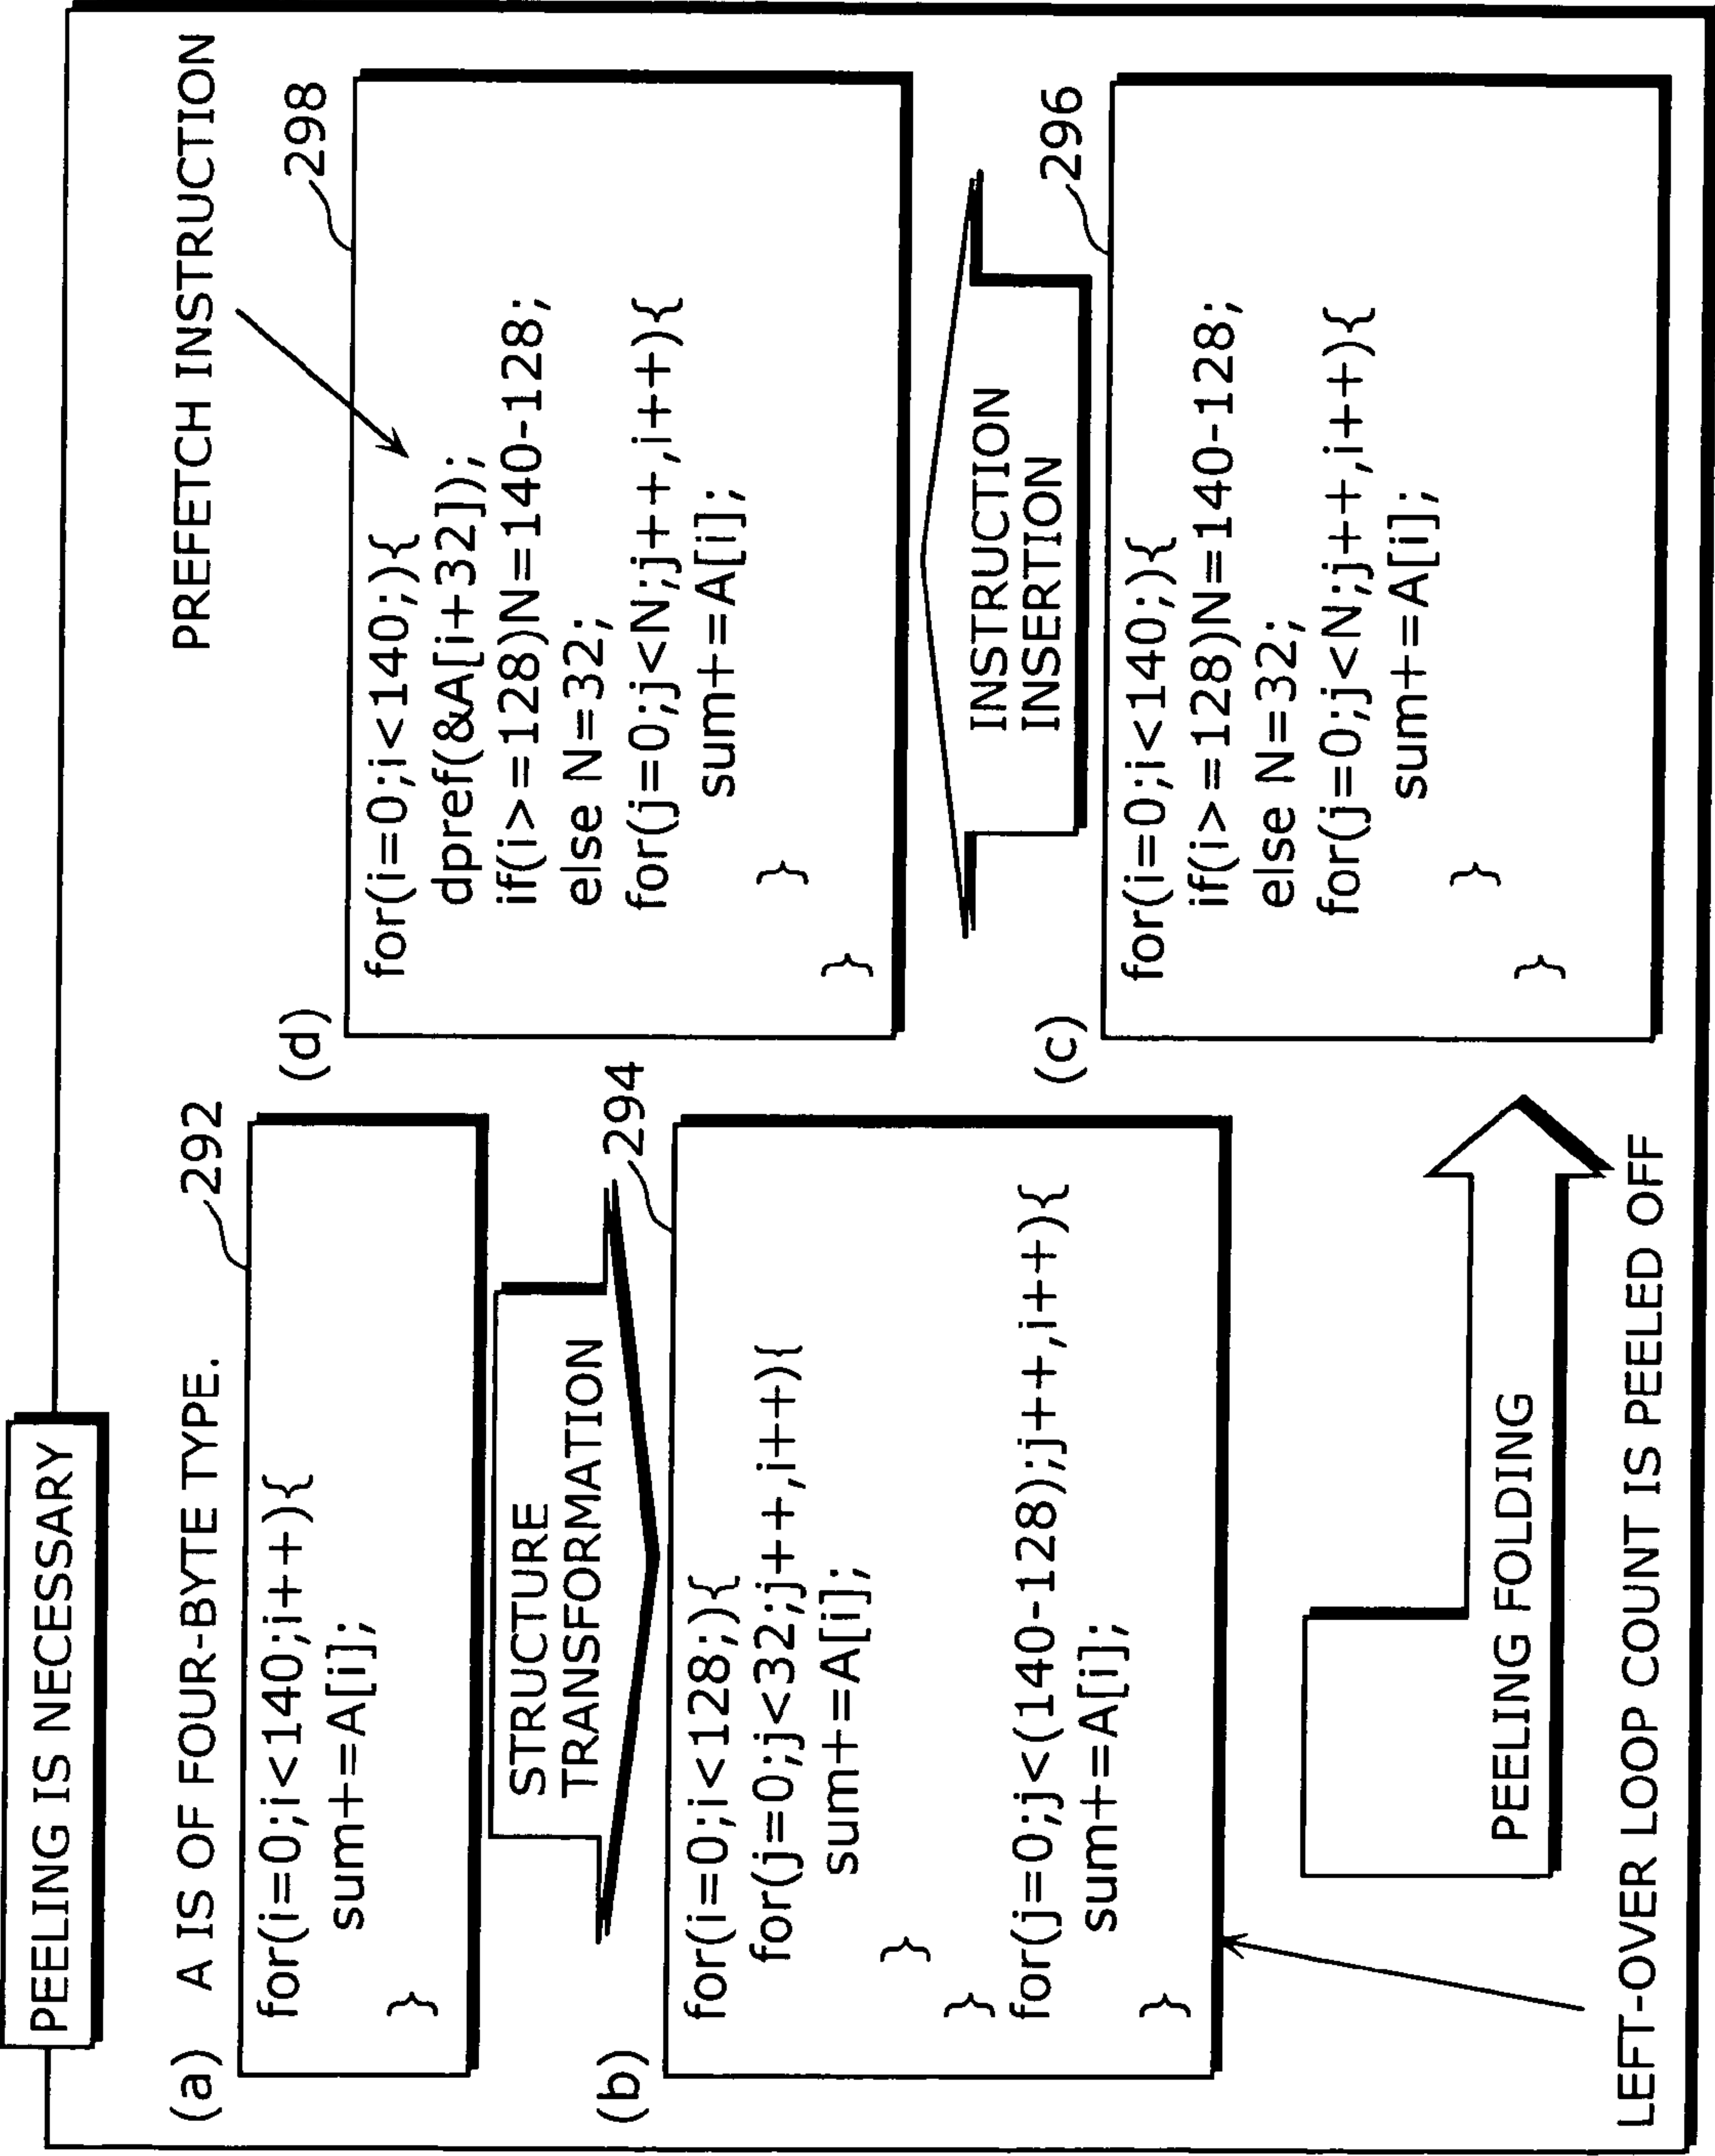 PEELING IS NECESSARY
(a) A IS OF FOUR-BYTE TYPE.
292
for(i=0;i<140;i++){
sum+=A[i];
}
STRUCTURE
TRANSFORMATION
(b)
294
for(i=0;i<128;){
for(j=0;j<32;j++,i++){
sum+=A[i];
}
}
for(j=0;j<(140-128);j++,i++){
sum+=A[i];
}
PEELING FOLDING
LEFT-OVER LOOP COUNT IS PEELED OFF
PREFETCH INSTRUCTION
(d)
298
for(i=0;i<140;){
dpref(&A[i+32]);
if(i>=128)N=140-128;
else N=32;
for(j=0;j<N;j++,i++){
sum+=A[i];
}
}
INSTRUCTION
INSERTION
(c)
296
for(i=0;i<140;){
if(i>=128)N=140-128;
else N=32;
for(j=0;j<N;j++,i++){
sum+=A[i];
}
}